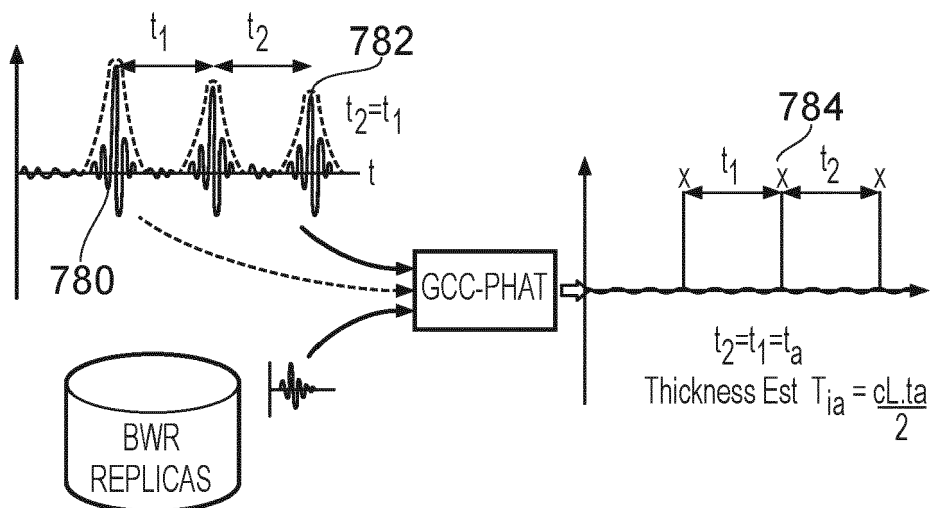 t1 t2 782
t2=t1
t
780
784
t1 t2
X X X
GCC-PHAT
t2=t1=ta
Thickness Est Tia = cL.ta
2
BWR
REPLICAS